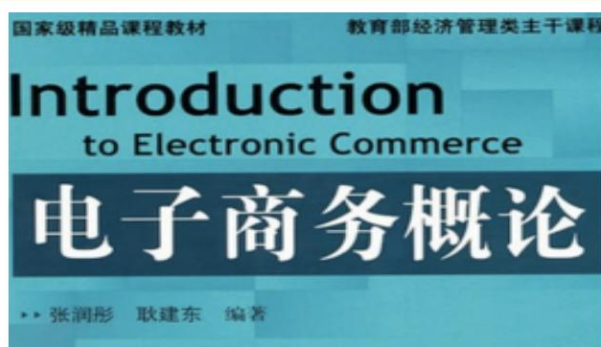 国家级精品课程教材 教育部经济管理类主干课程
Introduction
to Electronic Commerce
电子商务概论
张润彤 耿建东 编著